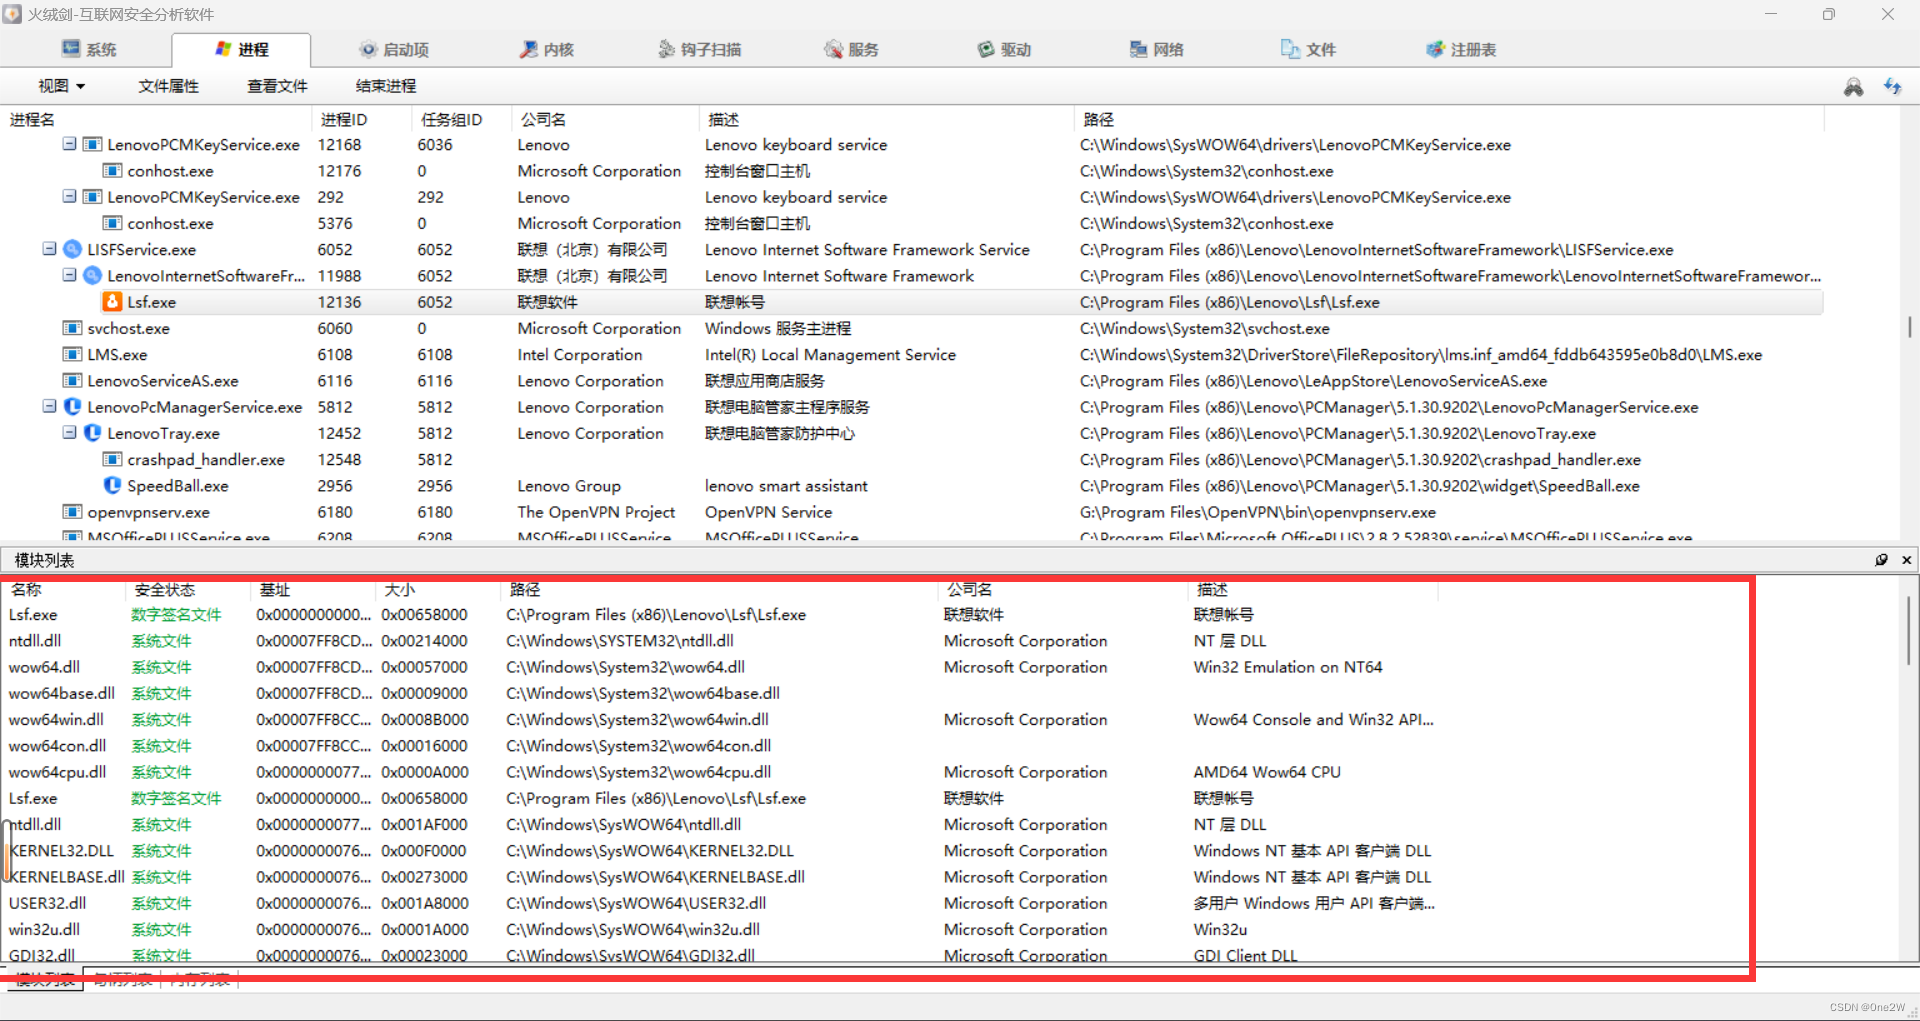 火绒剑-互联网安全分析软件
系统 进程 启动项 内核 钩子扫描 服务 驱动 网络 文件 注册表
视图 文件属性 查看文件 结束进程
进程名 进程ID 任务组ID 公司名 描述 路径
LenovoPCMKeyService.exe 12168 6036 Lenovo Lenovo keyboard service C:\Windows\SysWOW64\drivers\LenovoPCMKeyService.exe
conhost.exe 12176 0 Microsoft Corporation 控制台窗口主机 C:\Windows\System32\conhost.exe
LenovoPCMKeyService.exe 292 292 Lenovo Lenovo keyboard service C:\Windows\SysWOW64\drivers\LenovoPCMKeyService.exe
conhost.exe 5376 0 Microsoft Corporation 控制台窗口主机 C:\Windows\System32\conhost.exe
LISFService.exe 6052 6052 联想（北京）有限公司 Lenovo Internet Software Framework Service C:\Program Files (x86)\Lenovo\LenovoInternetSoftwareFramework\LISFService.exe
LenovoInternetSoftwareFr... 11988 6052 联想（北京）有限公司 Lenovo Internet Software Framework C:\Program Files (x86)\Lenovo\LenovoInternetSoftwareFramework\LenovoInternetSoftwareFramewor...
Lsf.exe 12136 6052 联想软件 联想帐号 C:\Program Files (x86)\Lenovo\Lsf\Lsf.exe
svchost.exe 6060 0 Microsoft Corporation Windows 服务主进程 C:\Windows\System32\svchost.exe
LMS.exe 6108 6108 Intel Corporation Intel(R) Local Management Service C:\Windows\System32\DriverStore\FileRepository\lms.inf_amd64_fddb643595e0b8d0\LMS.exe
LenovoServiceAS.exe 6116 6116 Lenovo Corporation 联想应用商店服务 C:\Program Files (x86)\Lenovo\LeAppStore\LenovoServiceAS.exe
LenovoPcManagerService.exe 5812 5812 Lenovo Corporation 联想电脑管家主程序服务 C:\Program Files (x86)\Lenovo\PCManager\5.1.30.9202\LenovoPcManagerService.exe
LenovoTray.exe 12452 5812 Lenovo Corporation 联想电脑管家防护中心 C:\Program Files (x86)\Lenovo\PCManager\5.1.30.9202\LenovoTray.exe
crashpad_handler.exe 12548 5812 C:\Program Files (x86)\Lenovo\PCManager\5.1.30.9202\crashpad_handler.exe
SpeedBall.exe 2956 2956 Lenovo Group lenovo smart assistant C:\Program Files (x86)\Lenovo\PCManager\5.1.30.9202\widget\SpeedBall.exe
openvpnserv.exe 6180 6180 The OpenVPN Project OpenVPN Service G:\Program Files\OpenVPN\bin\openvpnserv.exe
MSOfficePLUSService.exe 6208 6208 MSOfficePLUSService MSOfficePLUSService C:\Program Files\Microsoft OfficePLUS\2.8.2.52839\service\MSOfficePLUSService.exe
模块列表
名称 安全状态 基址 大小 路径 公司名 描述
Lsf.exe 数字签名文件 0x0000000000... 0x00658000 C:\Program Files (x86)\Lenovo\Lsf\Lsf.exe 联想软件 联想帐号
ntdll.dll 系统文件 0x00007FF8CD... 0x00214000 C:\Windows\SYSTEM32\ntdll.dll Microsoft Corporation NT 层 DLL
wow64.dll 系统文件 0x00007FF8CD... 0x00057000 C:\Windows\System32\wow64.dll Microsoft Corporation Win32 Emulation on NT64
wow64base.dll 系统文件 0x00007FF8CD... 0x00009000 C:\Windows\System32\wow64base.dll
wow64win.dll 系统文件 0x00007FF8CC... 0x0008B000 C:\Windows\System32\wow64win.dll Microsoft Corporation Wow64 Console and Win32 API...
wow64con.dll 系统文件 0x00007FF8CC... 0x00016000 C:\Windows\System32\wow64con.dll
wow64cpu.dll 系统文件 0x0000000077... 0x0000A000 C:\Windows\System32\wow64cpu.dll Microsoft Corporation AMD64 Wow64 CPU
Lsf.exe 数字签名文件 0x0000000000... 0x00658000 C:\Program Files (x86)\Lenovo\Lsf\Lsf.exe 联想软件 联想帐号
ntdll.dll 系统文件 0x0000000077... 0x001AF000 C:\Windows\SysWOW64\ntdll.dll Microsoft Corporation NT 层 DLL
KERNEL32.DLL 系统文件 0x0000000076... 0x000F0000 C:\Windows\SysWOW64\KERNEL32.DLL Microsoft Corporation Windows NT 基本 API 客户端 DLL
KERNELBASE.dll 系统文件 0x0000000076... 0x00273000 C:\Windows\SysWOW64\KERNELBASE.dll Microsoft Corporation Windows NT 基本 API 客户端 DLL
USER32.dll 系统文件 0x0000000076... 0x001A8000 C:\Windows\SysWOW64\USER32.dll Microsoft Corporation 多用户 Windows 用户 API 客户端...
win32u.dll 系统文件 0x0000000076... 0x0001A000 C:\Windows\SysWOW64\win32u.dll Microsoft Corporation Win32u
GDI32.dll 系统文件 0x0000000076... 0x00023000 C:\Windows\SysWOW64\GDI32.dll Microsoft Corporation GDI Client DLL
模块列表 句柄列表 内存列表
CSDN @0ne2W